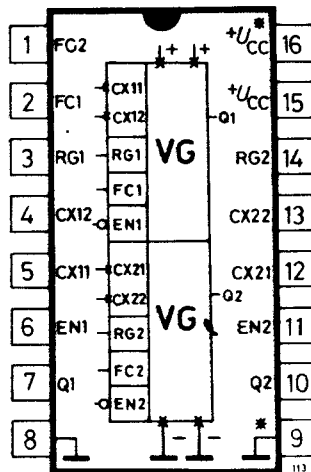 1 FC2 * +UCC 16
+ +
2 FC1 CX11 +UCC 15
CX12 Q1
3 RG1 RG1 VG RG2 14
FC1
4 CX12 EN1 CX22 13
5 CX11 CX21 CX21 12
CX22 Q2
6 EN1 RG2 VG EN2 11
7 Q1 FC2 Q2 10
EN2
8 - - * 9
113